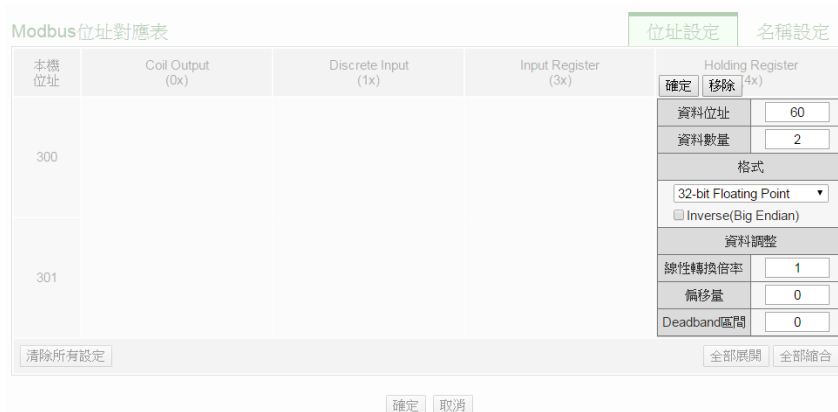 Modbus位址對應表
位址設定 名稱設定
本機位址 Coil Output (0x) Discrete Input (1x) Input Register (3x) Holding Register
確定 移除 4x)
資料位址 60
資料數量 2
格式
32-bit Floating Point
Inverse(Big Endian)
資料調整
線性轉換倍率 1
偏移量 0
Deadband區間 0
300
301
清除所有設定 全部展開 全部縮合
確定 取消